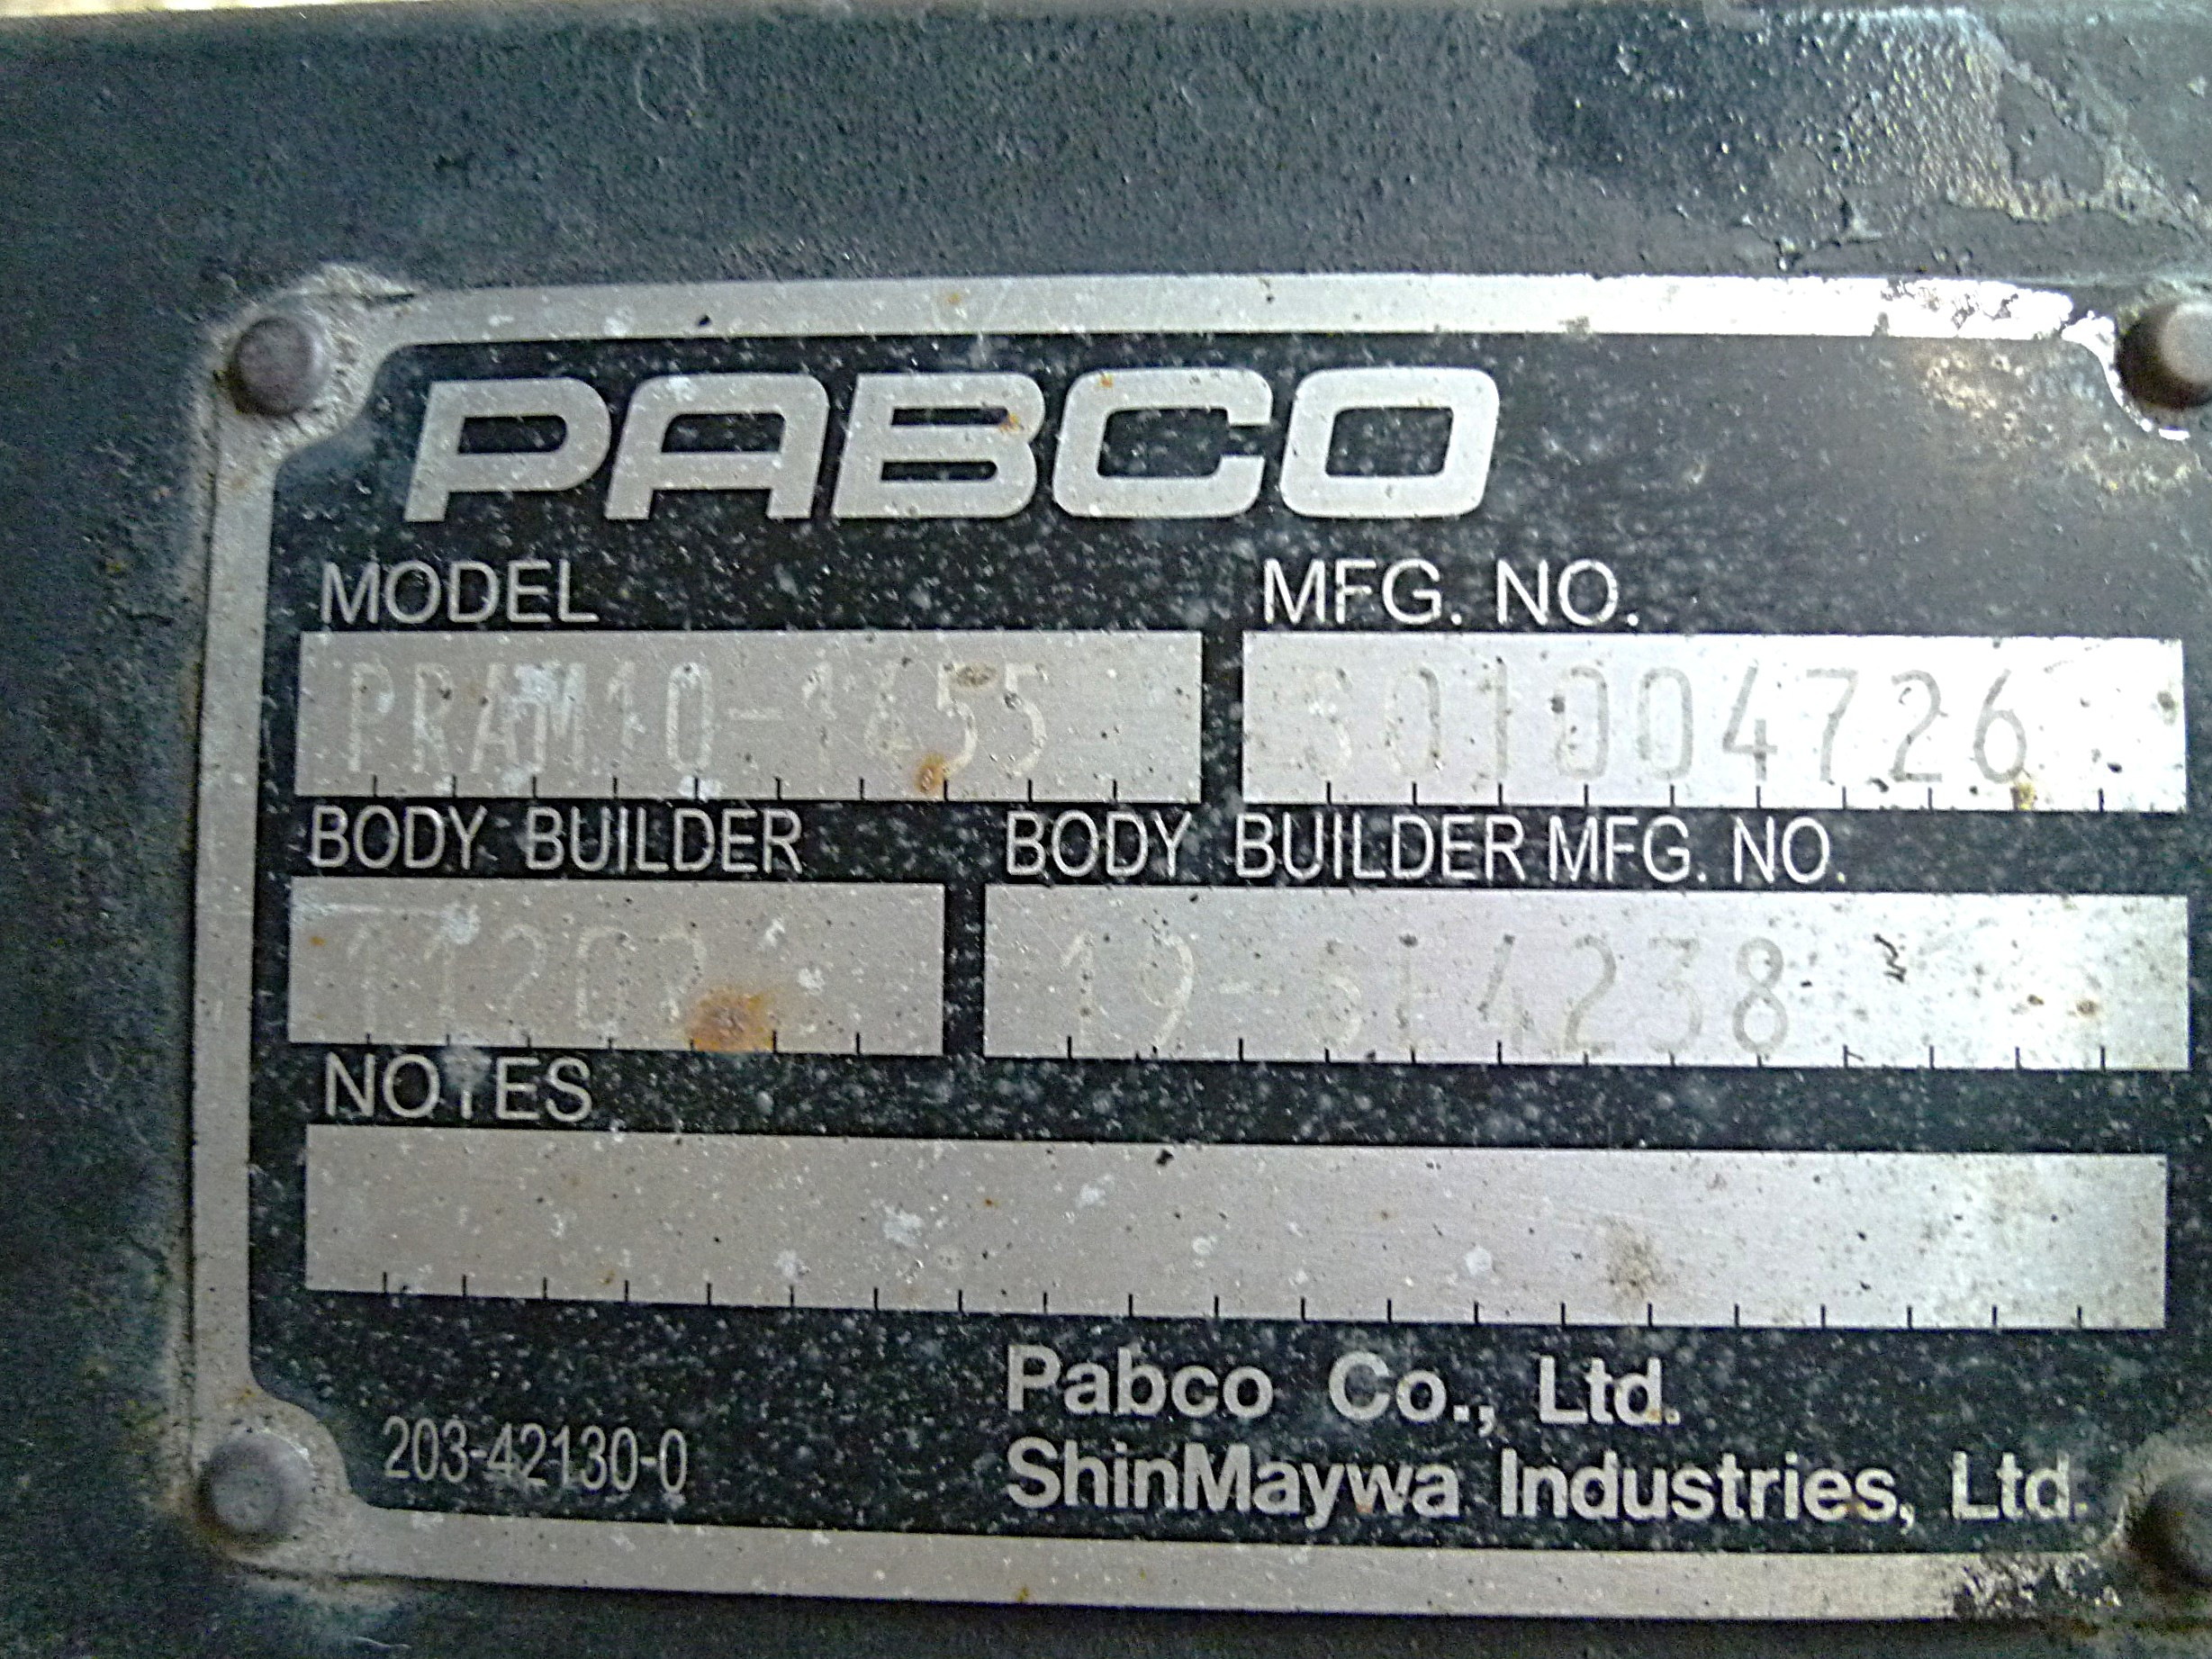 PABCO
MODEL MFG. NO.
301004726
BODY BUILDER BODY BUILDER MFG. NO.
NOTES
Pabco Co., Ltd.
203-42130-0 ShinMaywa Industries, Ltd.